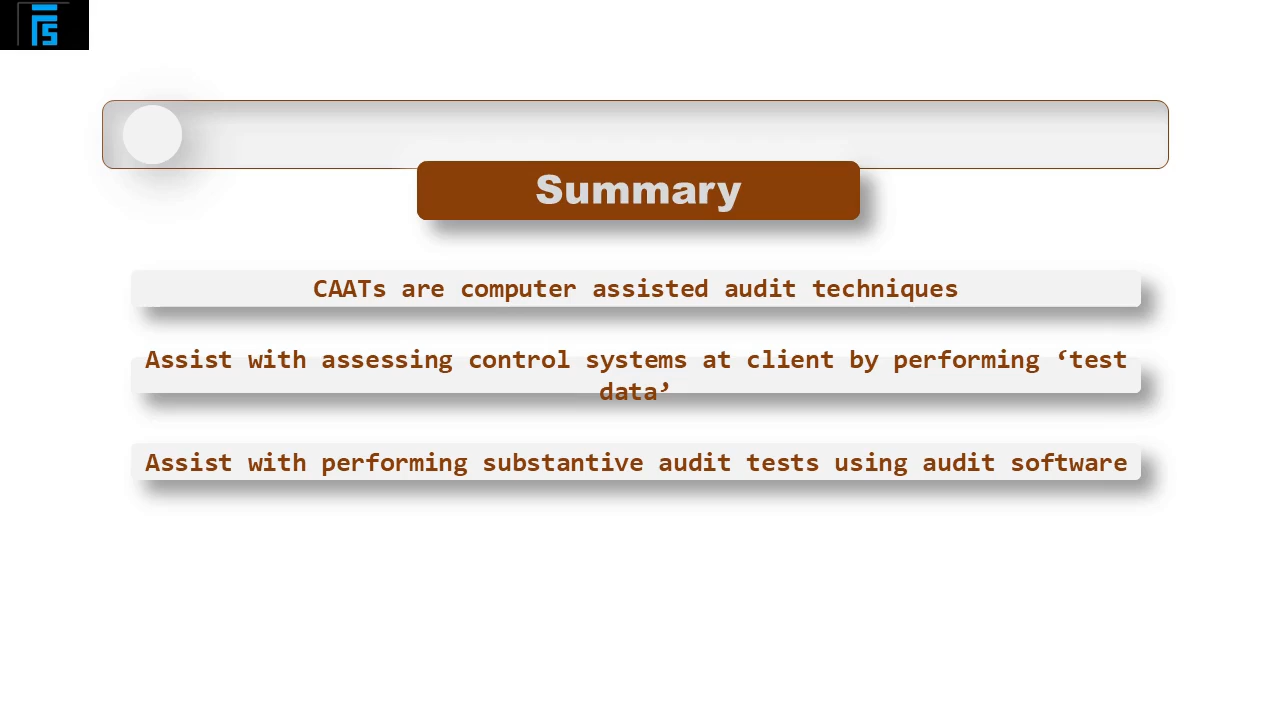 Summary
CAATs are computer assisted audit techniques
Assist with assessing control systems at client by performing ‘test
data’
Assist with performing substantive audit tests using audit software